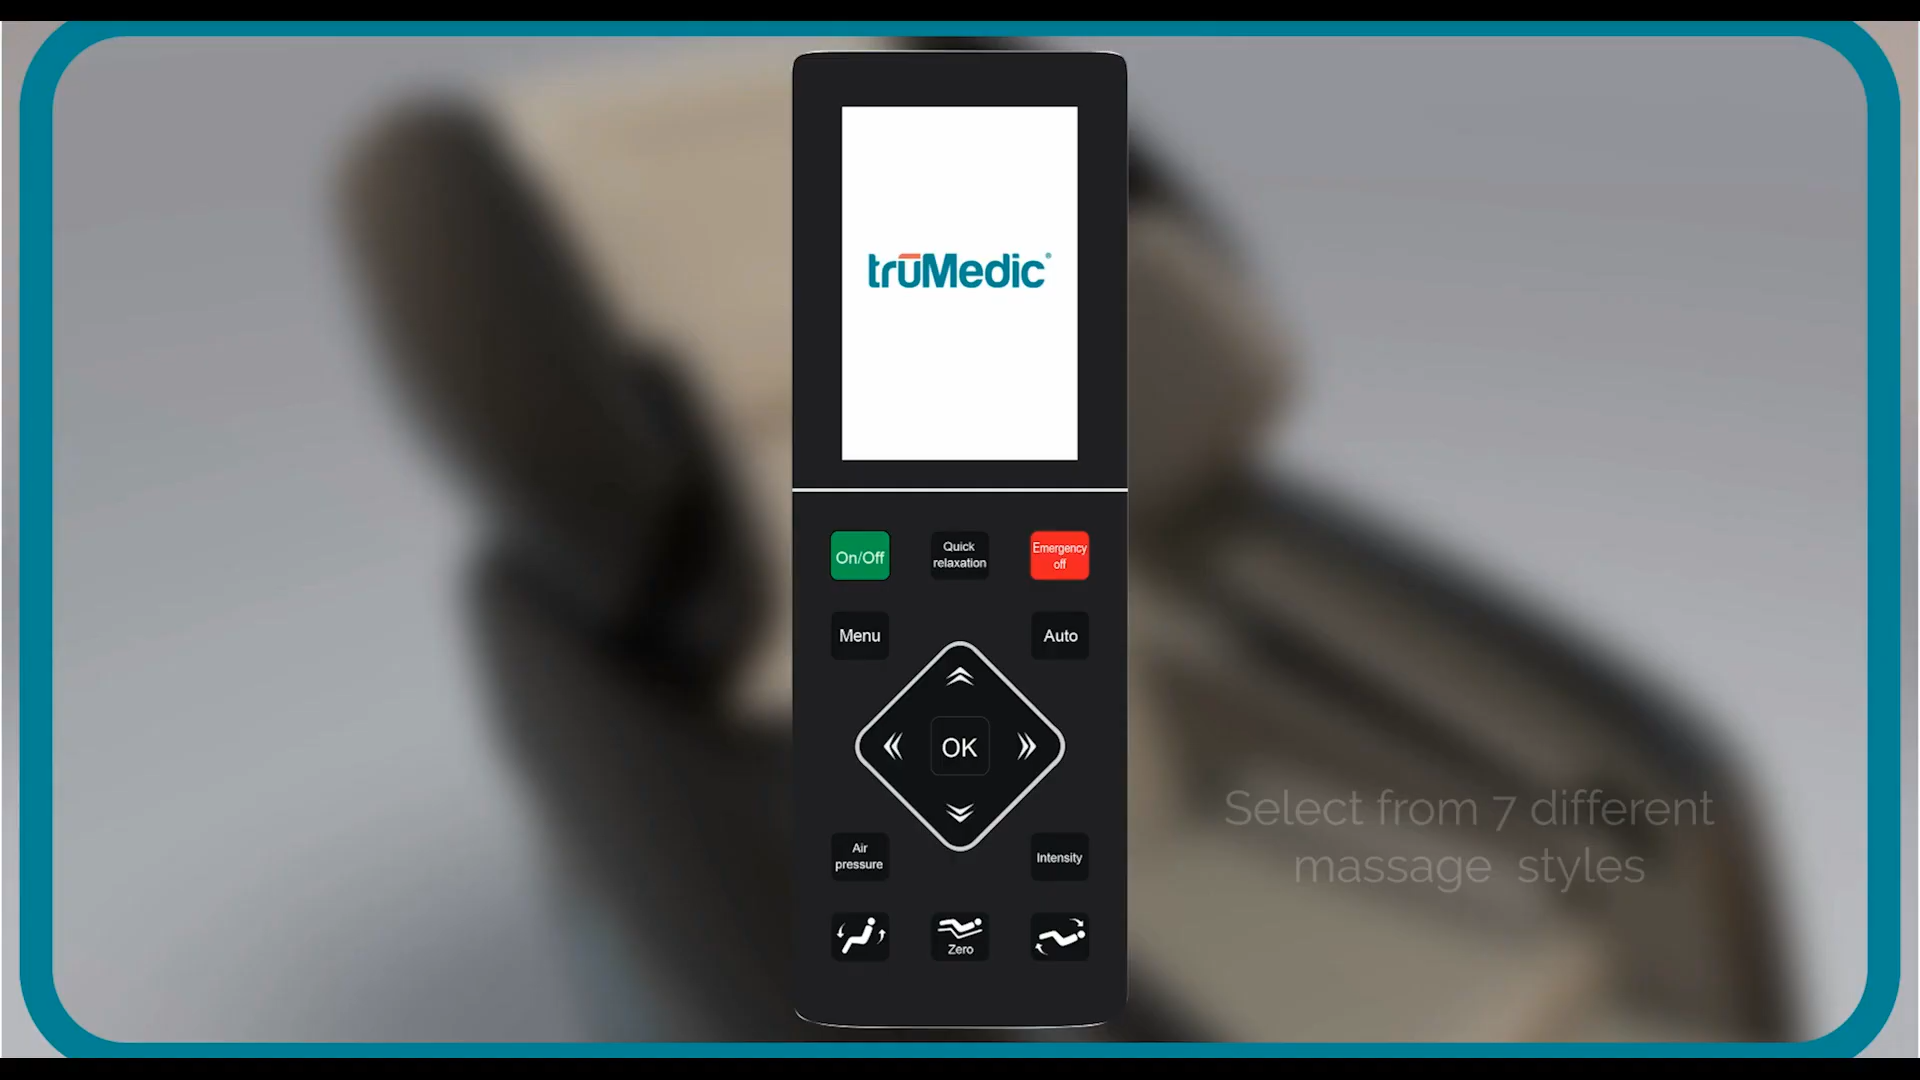 trūMedic®
On/Off
Quick
relaxation
Emergency
off
Menu
Auto
OK
Air
pressure
Intensity
Zero
Select from 7 different
massage styles